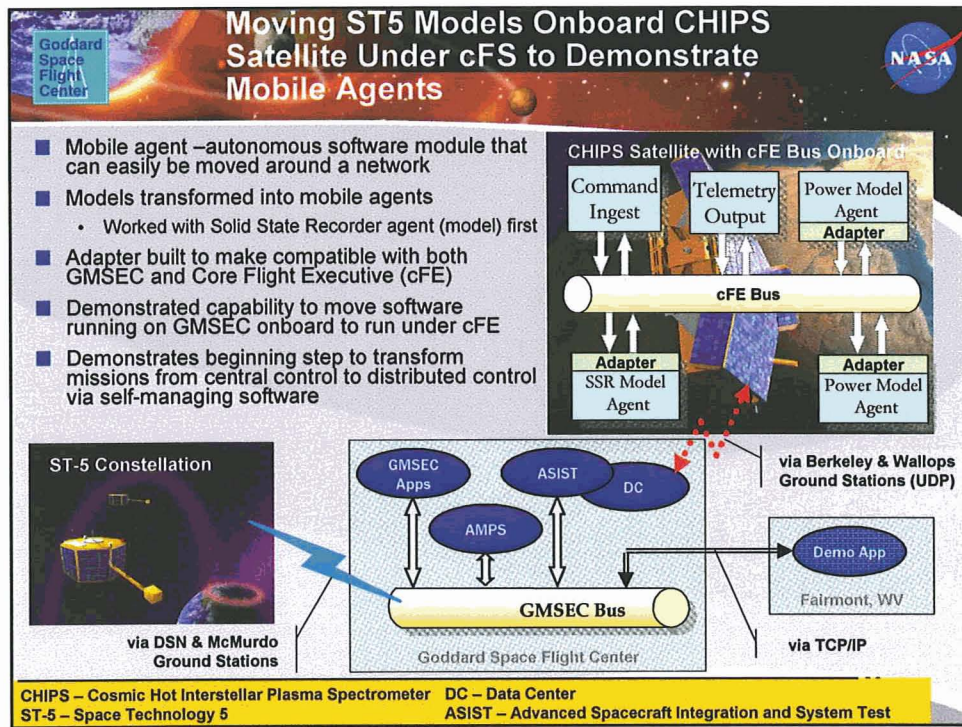 Goddard
Space
Flight
Center
Moving ST5 Models Onboard CHIPS
Satellite Under cFS to Demonstrate
Mobile Agents
NASA
■ Mobile agent –autonomous software module that
can easily be moved around a network
■ Models transformed into mobile agents
• Worked with Solid State Recorder agent (model) first
■ Adapter built to make compatible with both
GMSEC and Core Flight Executive (cFE)
■ Demonstrated capability to move software
running on GMSEC onboard to run under cFE
■ Demonstrates beginning step to transform
missions from central control to distributed control
via self-managing software
CHIPS Satellite with cFE Bus Onboard
Command
Ingest
Telemetry
Output
Power Model
Agent
Adapter
cFE Bus
Adapter
SSR Model
Agent
Adapter
Power Model
Agent
via Berkeley & Wallops
Ground Stations (UDP)
ST-5 Constellation
GMSEC
Apps
ASIST
DC
AMPS
GMSEC Bus
Goddard Space Flight Center
Demo App
Fairmont, WV
via DSN & McMurdo
Ground Stations
via TCP/IP
CHIPS – Cosmic Hot Interstellar Plasma Spectrometer
DC – Data Center
ST-5 – Space Technology 5
ASIST – Advanced Spacecraft Integration and System Test